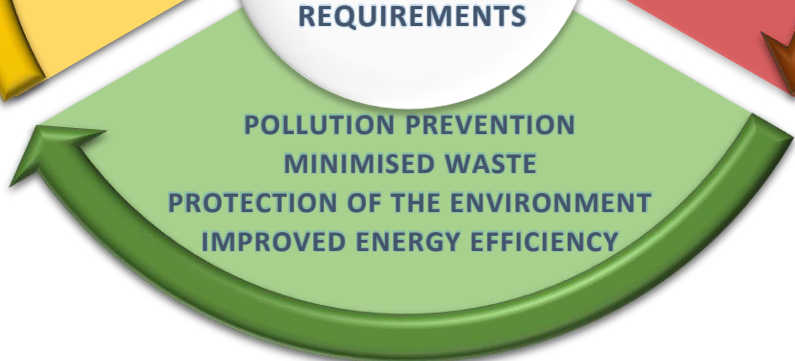 REQUIREMENTS
POLLUTION PREVENTION
MINIMISED WASTE
PROTECTION OF THE ENVIRONMENT
IMPROVED ENERGY EFFICIENCY